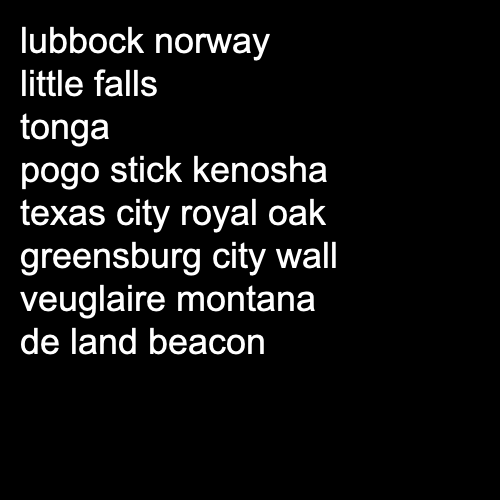 lubbock norway
little falls
tonga
pogo stick kenosha
texas city royal oak
greensburg city wall
veuglaire montana
de land beacon